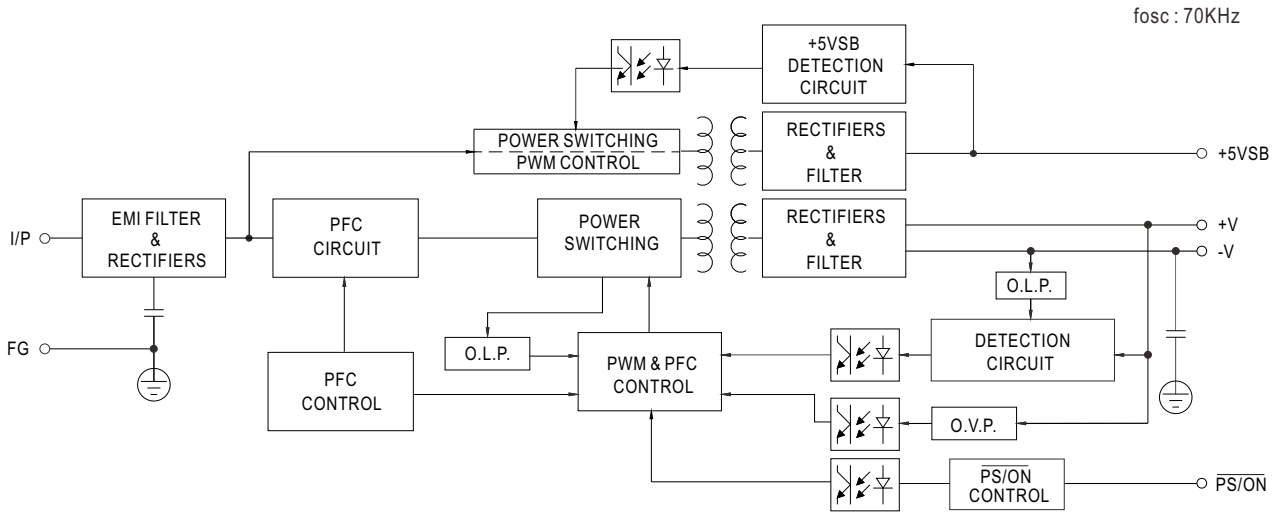 fosc : 70KHz
+5VSB
DETECTION
CIRCUIT
POWER SWITCHING
PWM CONTROL
RECTIFIERS
&
FILTER
+5VSB
I/P
EMI FILTER
&
RECTIFIERS
PFC
CIRCUIT
POWER
SWITCHING
RECTIFIERS
&
FILTER
+V
-V
O.L.P.
FG
PFC
CONTROL
O.L.P.
PWM & PFC
CONTROL
DETECTION
CIRCUIT
O.V.P.
PS/ON
CONTROL
PS/ON